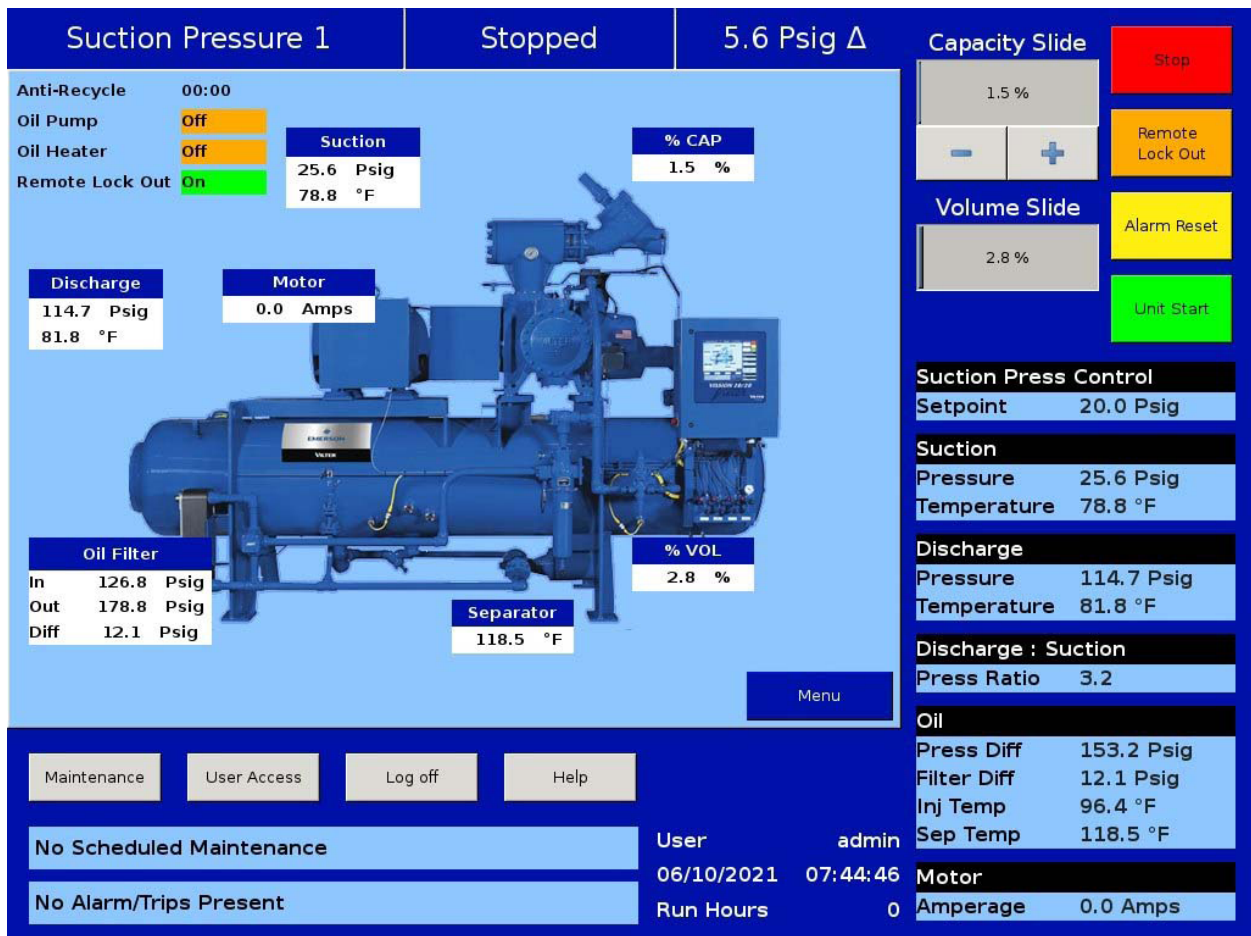 Suction Pressure 1
Stopped
5.6 Psig Δ
Anti-Recycle 00:00
Oil Pump Off
Oil Heater Off
Remote Lock Out On
Suction
25.6 Psig
78.8 °F
% CAP
1.5 %
Discharge
114.7 Psig
81.8 °F
Motor
0.0 Amps
EMERSON
VILTER
VISSION 20/20
Oil Filter
In 126.8 Psig
Out 178.8 Psig
Diff 12.1 Psig
% VOL
2.8 %
Separator
118.5 °F
Menu
Maintenance
User Access
Log off
Help
No Scheduled Maintenance
No Alarm/Trips Present
User admin
06/10/2021 07:44:46
Run Hours 0
Capacity Slide
1.5 %
Volume Slide
2.8 %
Stop
Remote
Lock Out
Alarm Reset
Unit Start
Suction Press Control
Setpoint 20.0 Psig
Suction
Pressure 25.6 Psig
Temperature 78.8 °F
Discharge
Pressure 114.7 Psig
Temperature 81.8 °F
Discharge : Suction
Press Ratio 3.2
Oil
Press Diff 153.2 Psig
Filter Diff 12.1 Psig
Inj Temp 96.4 °F
Sep Temp 118.5 °F
Motor
Amperage 0.0 Amps